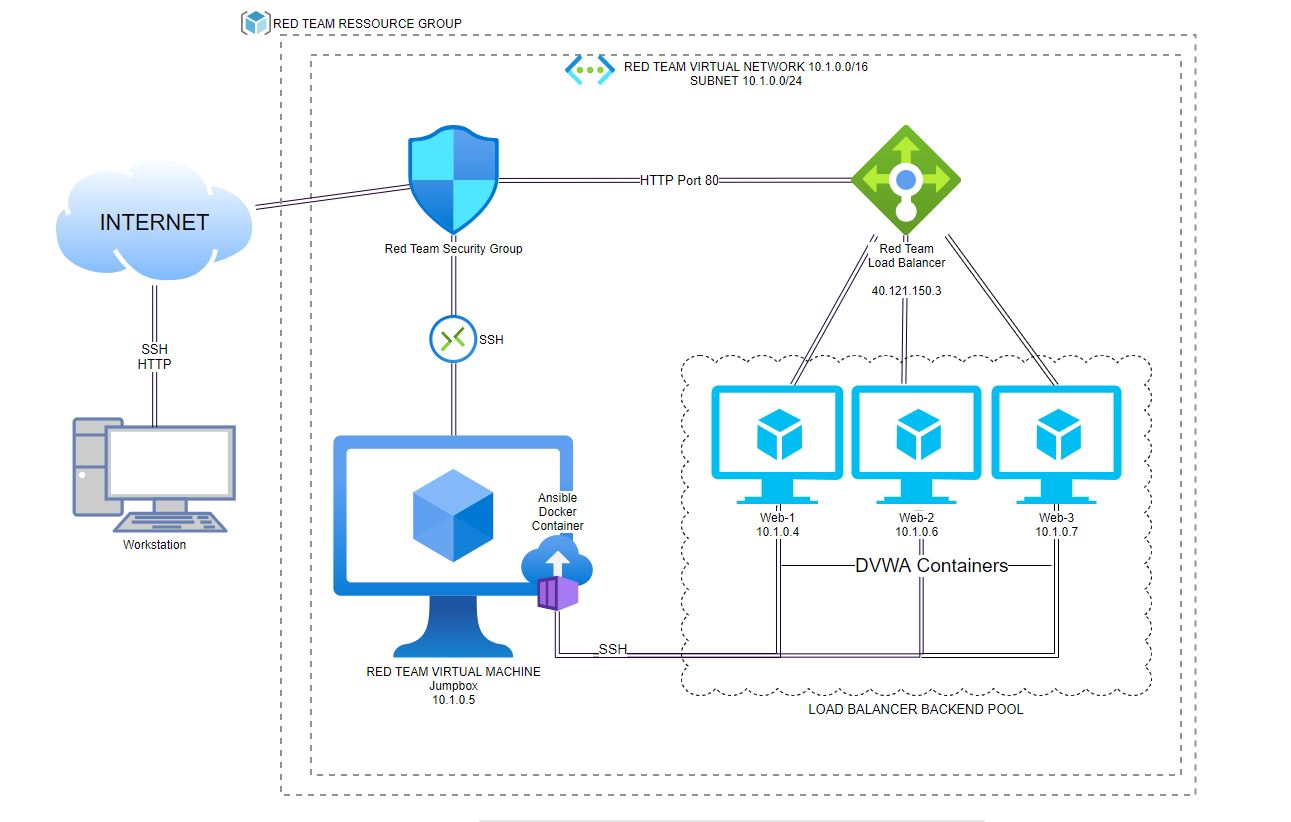 RED TEAM RESSOURCE GROUP
RED TEAM VIRTUAL NETWORK 10.1.0.0/16
SUBNET 10.1.0.0/24
INTERNET
HTTP Port 80
Red Team Security Group
Red Team
Load Balancer
40.121.150.3
SSH
SSH
HTTP
Workstation
Ansible
Docker
Container
Web-1
10.1.0.4
Web-2
10.1.0.6
Web-3
10.1.0.7
DVWA Containers
SSH
RED TEAM VIRTUAL MACHINE
Jumpbox
10.1.0.5
LOAD BALANCER BACKEND POOL